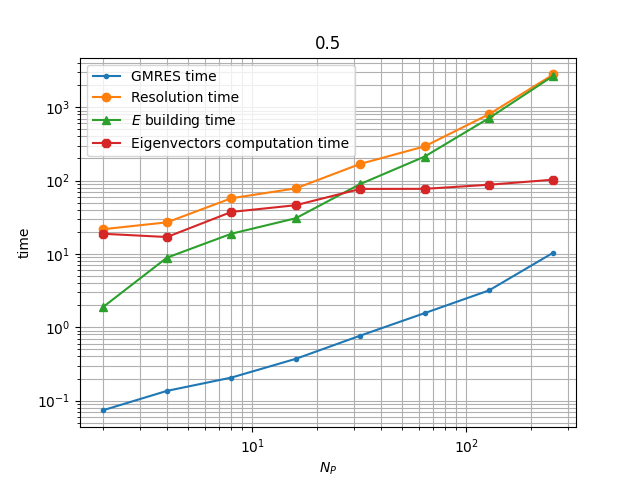 0.5
GMRES time
Resolution time
E building time
Eigenvectors computation time
time
10³
10²
10¹
10⁰
10⁻¹
10¹ 10²
N_P